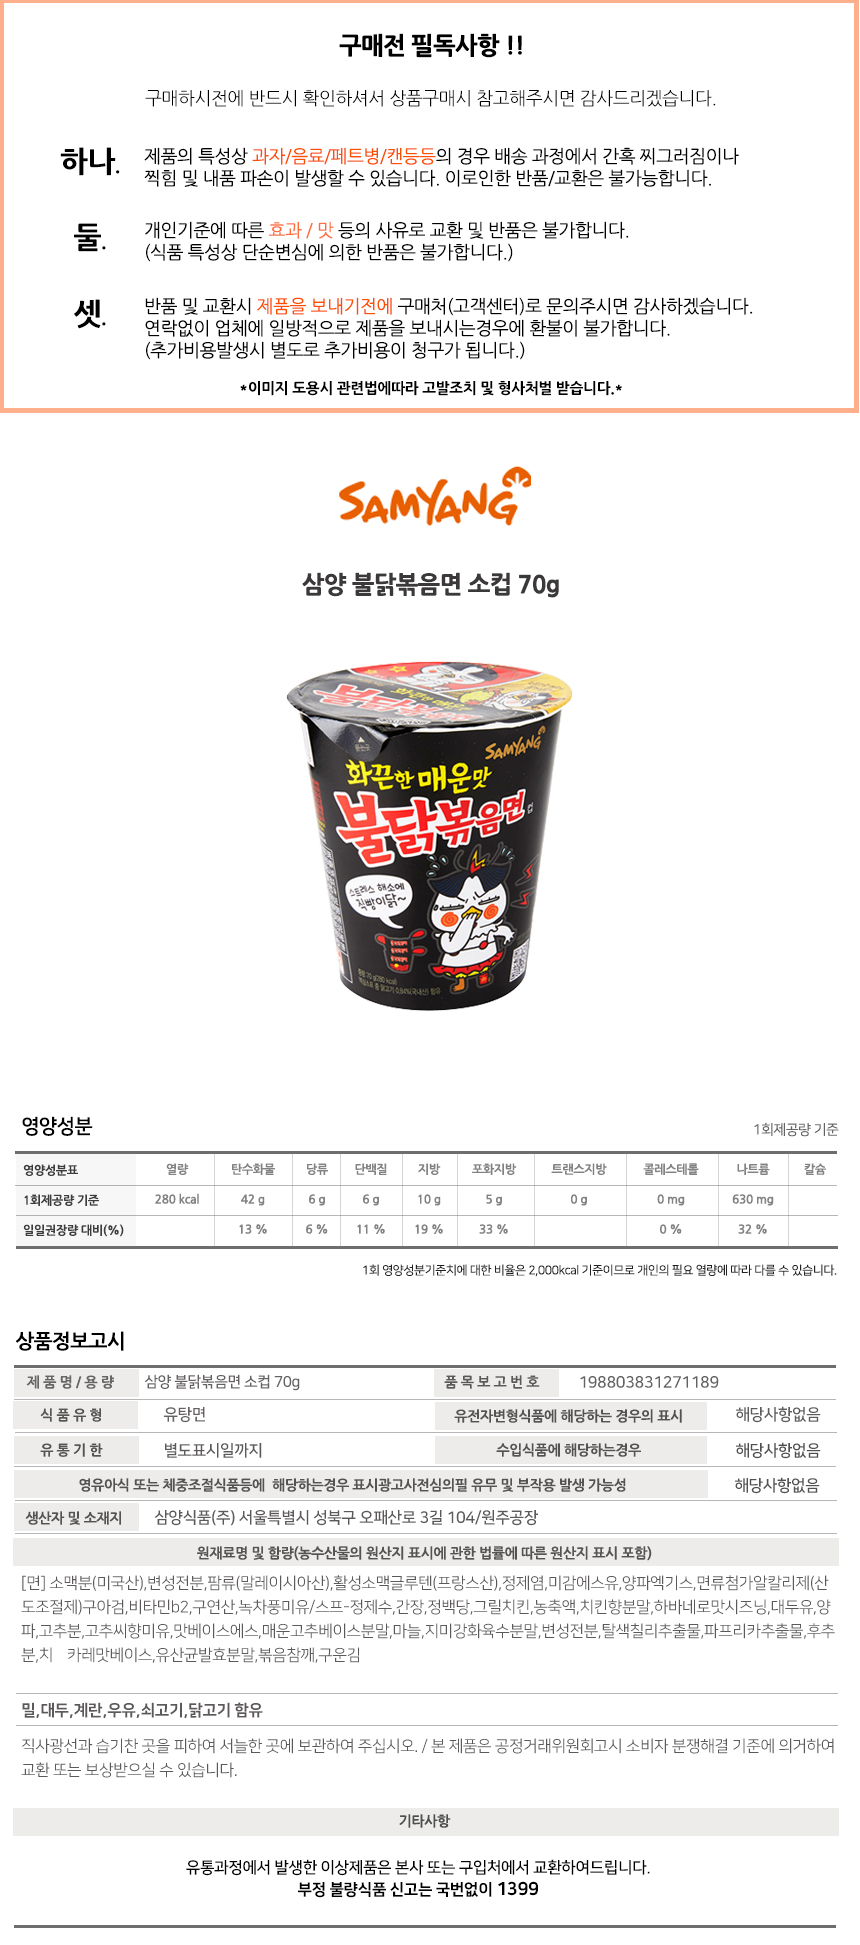 구매전 필독사항 !!
구매하시전에 반드시 확인하셔서 상품구매시 참고해주시면 감사드리겠습니다.
하나. 제품의 특성상 과자/음료/페트병/캔등등의 경우 배송 과정에서 간혹 찌그러짐이나
찍힘 및 내품 파손이 발생할 수 있습니다. 이로인한 반품/교환은 불가능합니다.
둘. 개인기준에 따른 효과 / 맛 등의 사유로 교환 및 반품은 불가합니다.
(식품 특성상 단순변심에 의한 반품은 불가합니다.)
셋. 반품 및 교환시 제품을 보내기전에 구매처(고객센터)로 문의주시면 감사하겠습니다.
연락없이 업체에 일방적으로 제품을 보내시는경우에 환불이 불가합니다.
(추가비용발생시 별도로 추가비용이 청구가 됩니다.)
*이미지 도용시 관련법에따라 고발조치 및 형사처벌 받습니다.*
SAMYANG
삼양 불닭볶음면 소컵 70g
화끈한 매운맛
불닭볶음면
SAMYANG
화끈한 매운맛
불닭볶음면 컵
스트레스 해소에
직빵이닭~
중량 70 g(280 kcal)
영양성분
1회제공량 기준
영양성분표 열량 탄수화물 당류 단백질 지방 포화지방 트랜스지방 콜레스테롤 나트륨 칼슘
1회제공량 기준 280 kcal 42 g 6 g 6 g 10 g 5 g 0 g 0 mg 630 mg
일일권장량 대비(%) 13 % 6 % 11 % 19 % 33 % 0 % 32 %
1회 영양성분기준치에 대한 비율은 2,000kcal 기준이므로 개인의 필요 열량에 따라 다를 수 있습니다.
상품정보고시
제 품 명 / 용 량 삼양 불닭볶음면 소컵 70g 품 목 보 고 번 호 198803831271189
식 품 유 형 유탕면 유전자변형식품에 해당하는 경우의 표시 해당사항없음
유 통 기 한 별도표시일까지 수입식품에 해당하는경우 해당사항없음
영유아식 또는 체중조절식품등에 해당하는경우 표시광고사전심의필 유무 및 부작용 발생 가능성 해당사항없음
생산자 및 소재지 삼양식품(주) 서울특별시 성북구 오패산로 3길 104/원주공장
원재료명 및 함량(농수산물의 원산지 표시에 관한 법률에 따른 원산지 표시 포함)
[면] 소맥분(미국산),변성전분,팜류(말레이시아산),활성소맥글루텐(프랑스산),정제염,미감에스유,양파엑기스,면류첨가알칼리제(산
도조절제)구아검,비타민b2,구연산,녹차풍미유/스프-정제수,간장,정백당,그릴치킨,농축액,치킨향분말,하바네로맛시즈닝,대두유,양
파,고추분,고추씨향미유,맛베이스에스,매운고추베이스분말,마늘,지미강화육수분말,변성전분,탈색칠리추출물,파프리카추출물,후추
분,치 카레맛베이스,유산균발효분말,볶음참깨,구운김
밀,대두,계란,우유,쇠고기,닭고기 함유
직사광선과 습기찬 곳을 피하여 서늘한 곳에 보관하여 주십시오. / 본 제품은 공정거래위원회고시 소비자 분쟁해결 기준에 의거하여
교환 또는 보상받으실 수 있습니다.
기타사항
유통과정에서 발생한 이상제품은 본사 또는 구입처에서 교환하여드립니다.
부정 불량식품 신고는 국번없이 1399